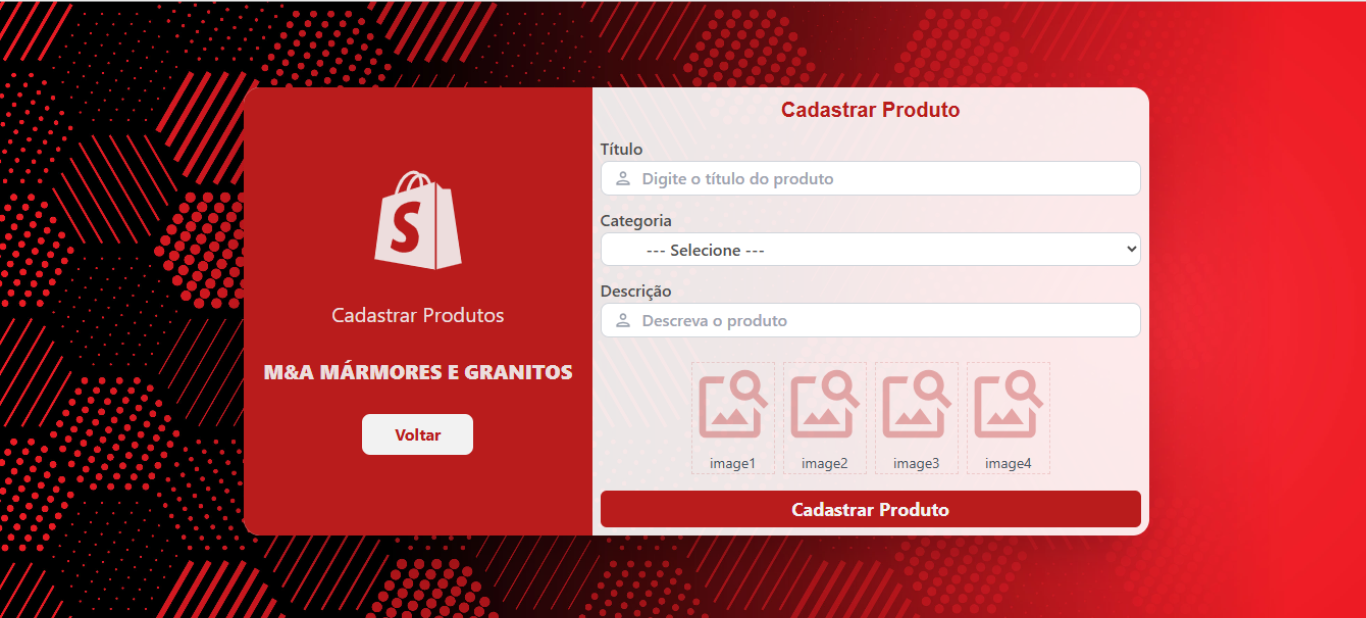 S
Cadastrar Produtos
M&A MÁRMORES E GRANITOS
Voltar
Cadastrar Produto
Título
Digite o título do produto
Categoria
--- Selecione ---
Descrição
Descreva o produto
image1 image2 image3 image4
Cadastrar Produto